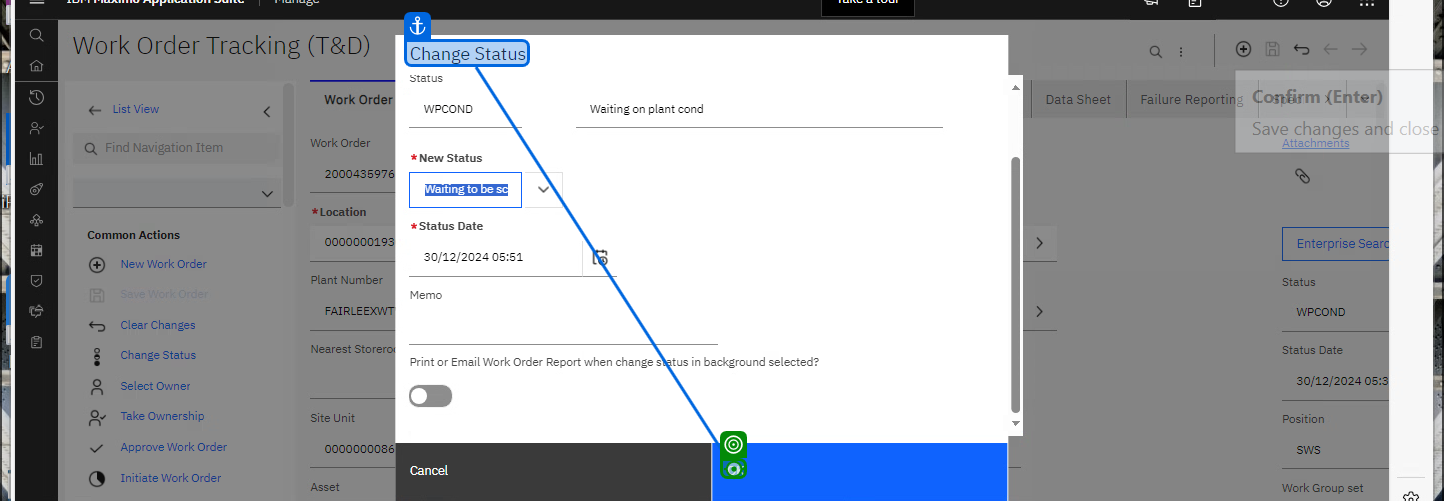 IBM Maximo Application Suite
Manage
Take a tour
Work Order Tracking (T&D)
List View
Find Navigation Item
Common Actions
New Work Order
Save Work Order
Clear Changes
Change Status
Select Owner
Take Ownership
Approve Work Order
Initiate Work Order
Work Order
Work Order
2000435976
*Location
0000000193
Plant Number
FAIRLEEXWT
Nearest Storeroo
Site Unit
0000000086
Asset
Change Status
Status
WPCOND
Waiting on plant cond
*New Status
Waiting to be sc
*Status Date
30/12/2024 05:51
Memo
Print or Email Work Order Report when change status in background selected?
Cancel
Data Sheet
Failure Reporting
Confirm (Enter)
Save changes and close
Attachments
Enterprise Searc
Status
WPCOND
Status Date
30/12/2024 05:3
Position
SWS
Work Group set